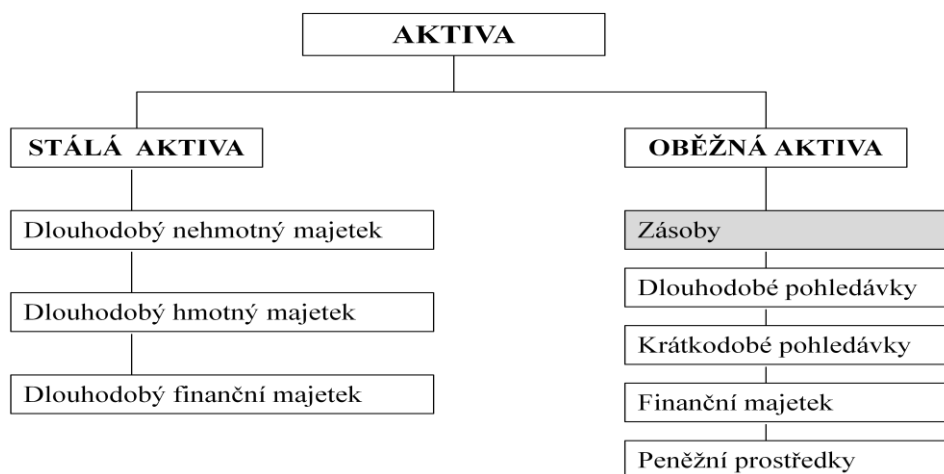 AKTIVA
STÁLÁ AKTIVA
Dlouhodobý nehmotný majetek
Dlouhodobý hmotný majetek
Dlouhodobý finanční majetek
OBĚŽNÁ AKTIVA
Zásoby
Dlouhodobé pohledávky
Krátkodobé pohledávky
Finanční majetek
Peněžní prostředky